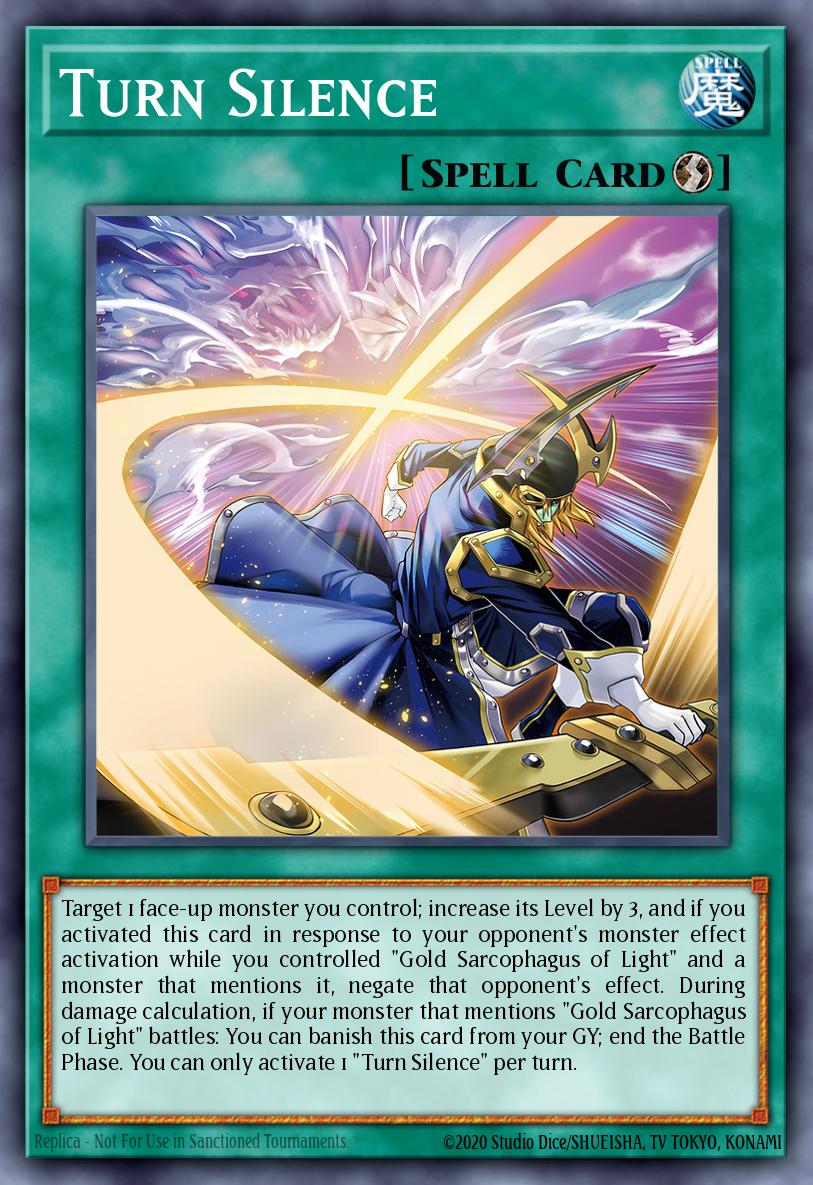 Turn Silence
SPELL
魔
[Spell Card]
Target 1 face-up monster you control; increase its Level by 3, and if you
activated this card in response to your opponent's monster effect
activation while you controlled "Gold Sarcophagus of Light" and a
monster that mentions it, negate that opponent's effect. During
damage calculation, if your monster that mentions "Gold Sarcophagus
of Light" battles: You can banish this card from your GY; end the Battle
Phase. You can only activate 1 "Turn Silence" per turn.
Replica - Not For Use in Sanctioned Tournaments.
©2020 Studio Dice/SHUEISHA, TV TOKYO, KONAMI